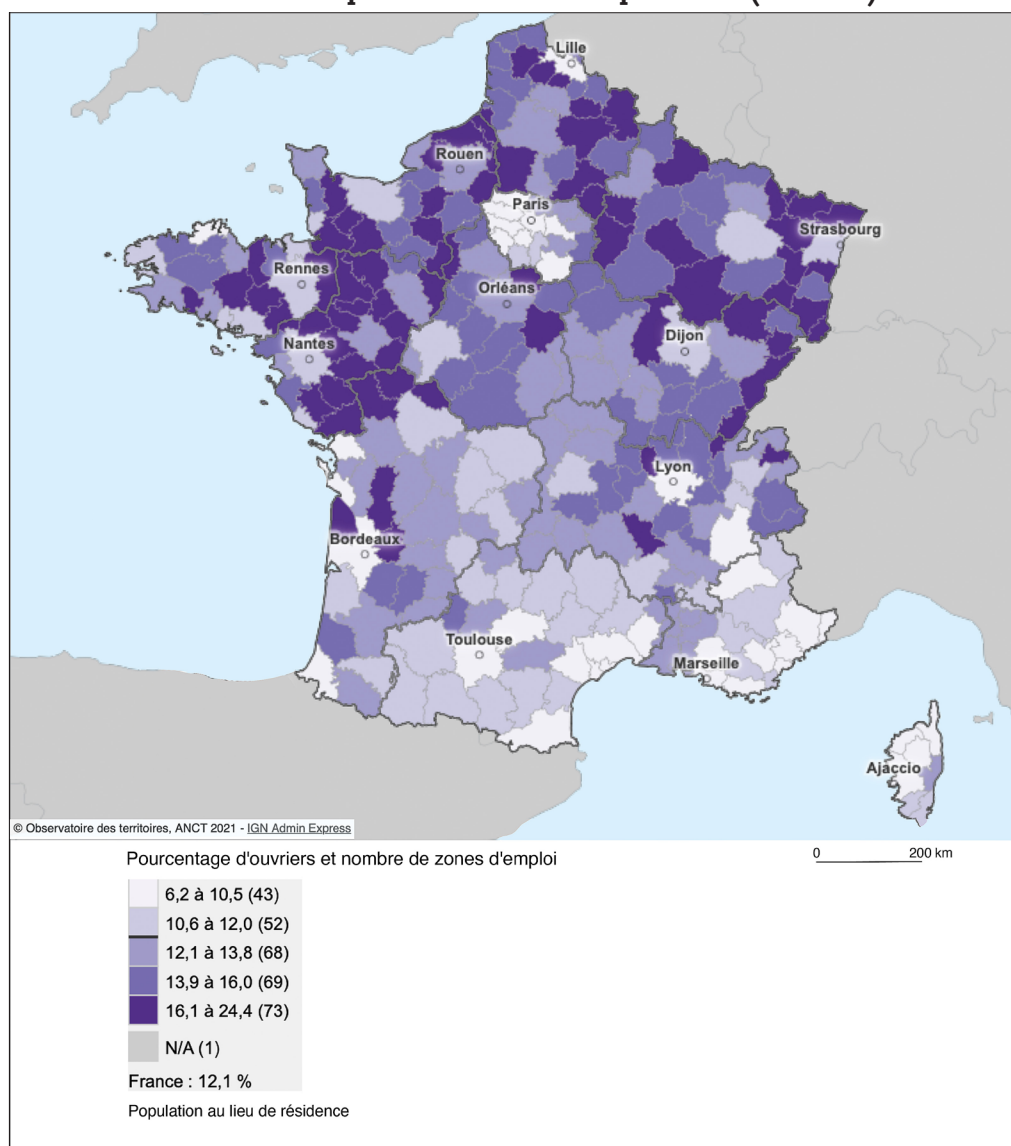 Lille
Rouen
Paris
Strasbourg
Rennes
Orléans
Nantes
Dijon
Lyon
Bordeaux
Toulouse
Marseille
Ajaccio
© Observatoire des territoires, ANCT 2021 - IGN Admin Express
Pourcentage d'ouvriers et nombre de zones d'emploi
0 200 km
6,2 à 10,5 (43)
10,6 à 12,0 (52)
12,1 à 13,8 (68)
13,9 à 16,0 (69)
16,1 à 24,4 (73)
N/A (1)
France : 12,1 %
Population au lieu de résidence